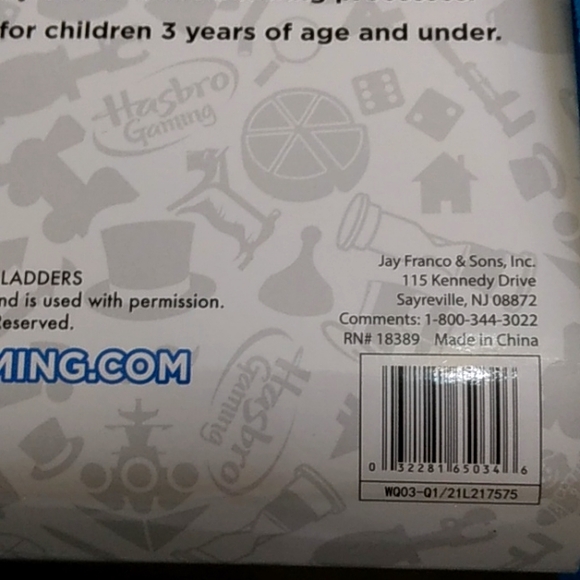 for children 3 years of age and under.
Hasbro
Gaming
LADDERS
nd is used with permission.
Reserved.
MING.COM
Hasbro
Gaming
Jay Franco & Sons, Inc.
115 Kennedy Drive
Sayreville, NJ 08872
Comments: 1-800-344-3022
RN# 18389 Made in China
0 32281 65034 6
WQ03-Q1/21L217575